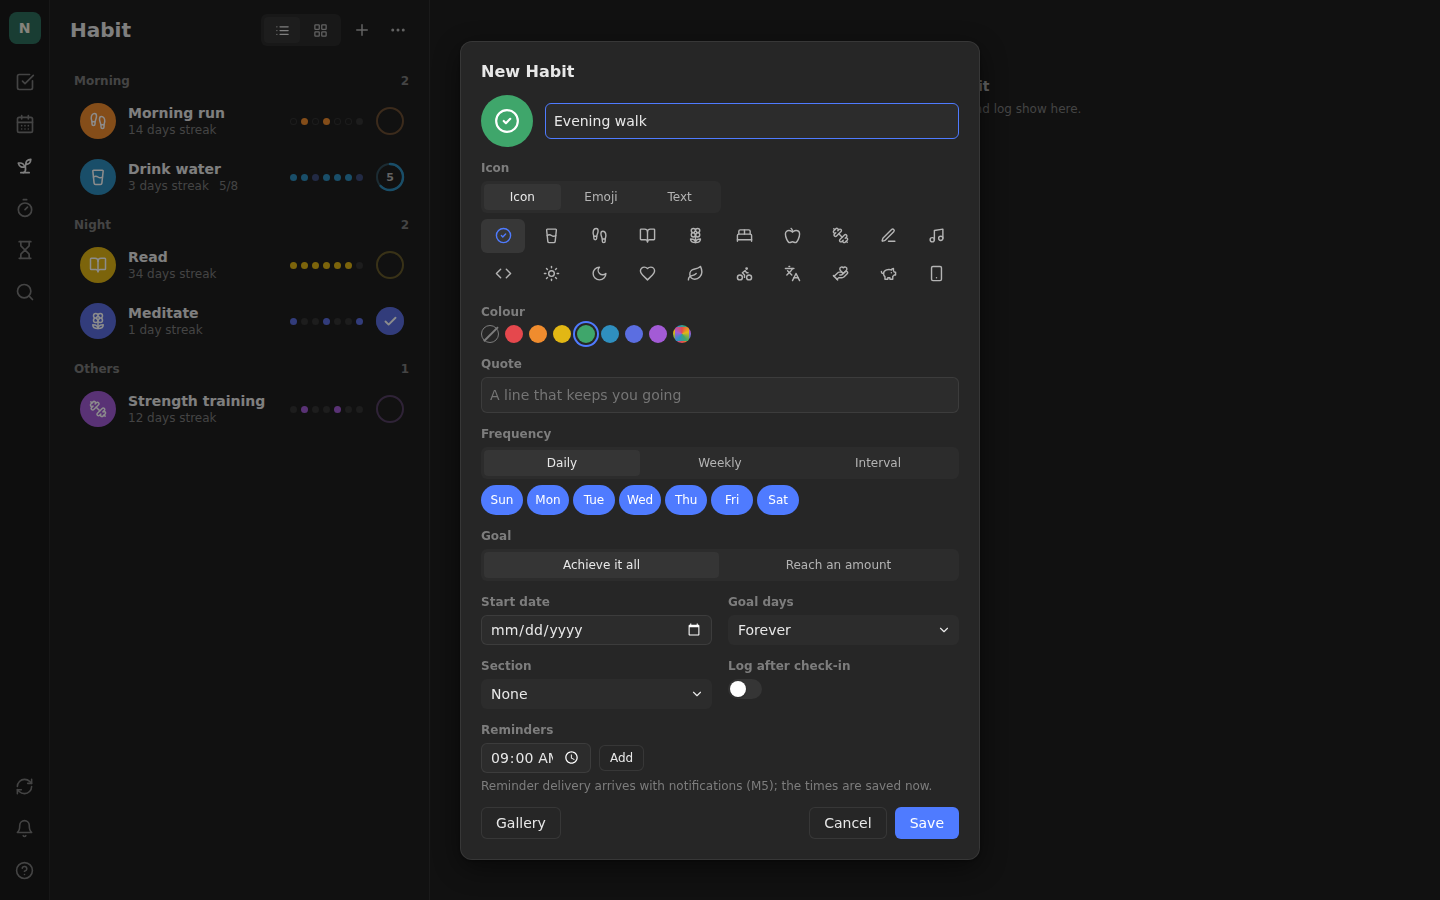 N
Habit
Morning 2
Morning run
14 days streak
Drink water
3 days streak 5/8
5
Night 2
Read
34 days streak
Meditate
1 day streak
Others 1
Strength training
12 days streak
it
d log show here.
New Habit
Evening walk
Icon
Icon Emoji Text
Colour
Quote
A line that keeps you going
Frequency
Daily Weekly Interval
Sun Mon Tue Wed Thu Fri Sat
Goal
Achieve it all Reach an amount
Start date Goal days
mm/dd/yyyy Forever
Section Log after check-in
None
Reminders
09:00 AM Add
Reminder delivery arrives with notifications (M5); the times are saved now.
Gallery Cancel Save